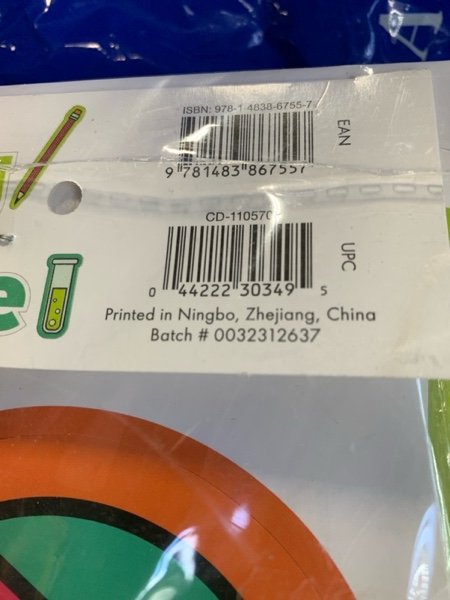 A
ISBN: 978-1-4838-6755-7
EAN
9 781483 867557
CD-110570
UPC
0 44222 30349 5
e
Printed in Ningbo, Zhejiang, China
Batch # 0032312637